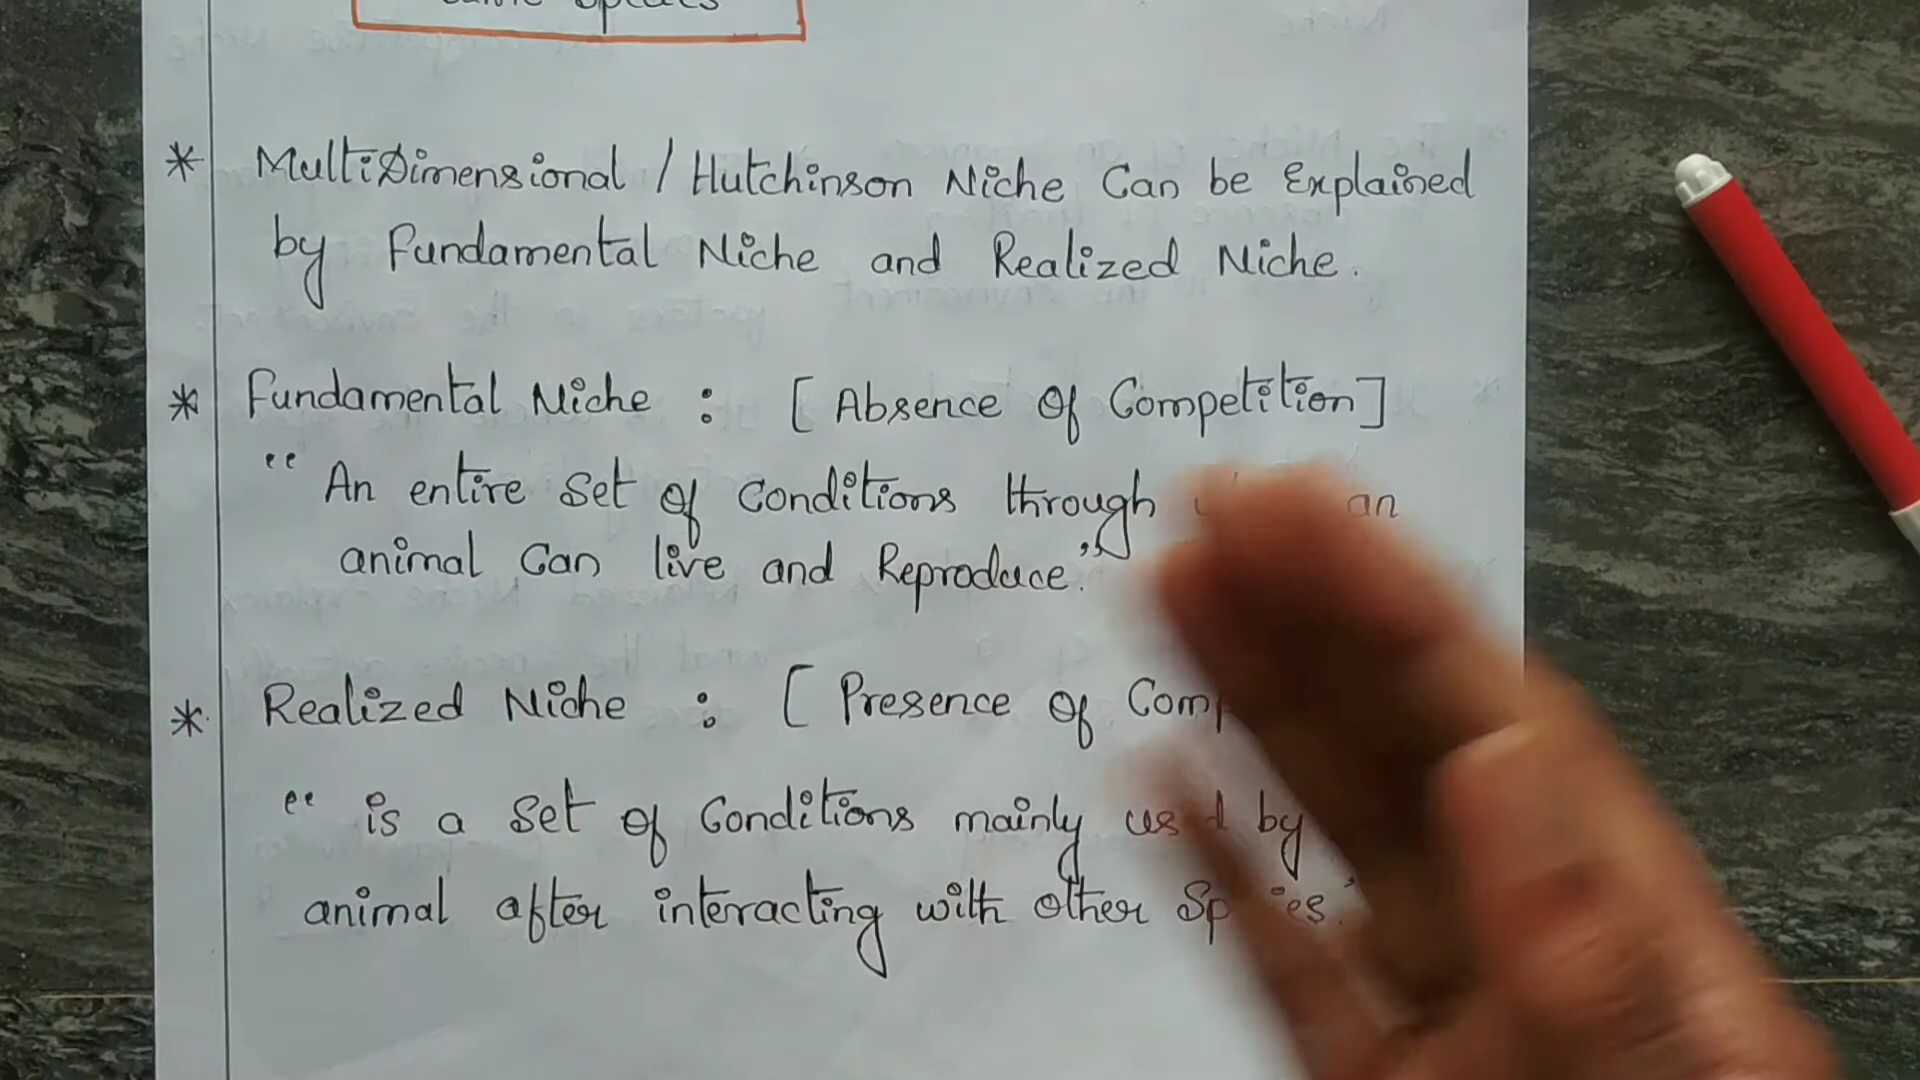 * MultiDimensional / Hutchinson Niche Can be Explained
by Fundamental Niche and Realized Niche.
* Fundamental Niche : [ Absence Of Competition ]
“ An entire Set of Conditions through an
animal Can live and Reproduce.”
* Realized Niche : [ Presence of
“ is a Set of Conditions mainly used by
animal after interacting with other Species.”